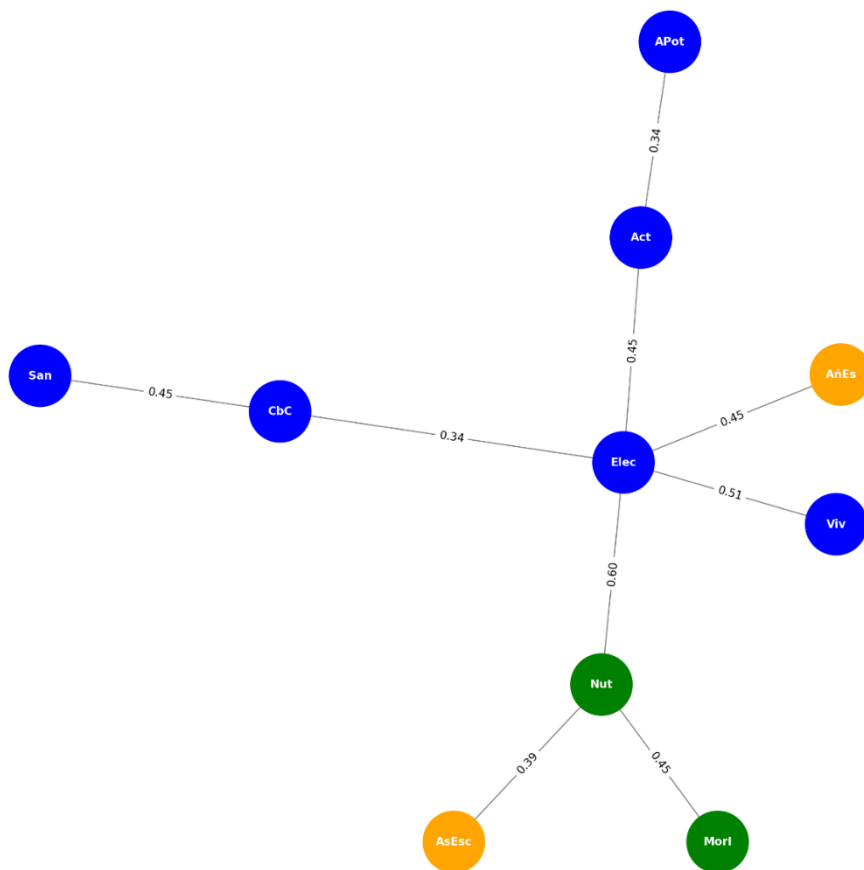 APot
0.34
Act
0.45
San
0.45
CbC
0.34
AñEs
0.45
Elec
0.51
Viv
0.60
Nut
0.39
0.45
AsEsc
MorI